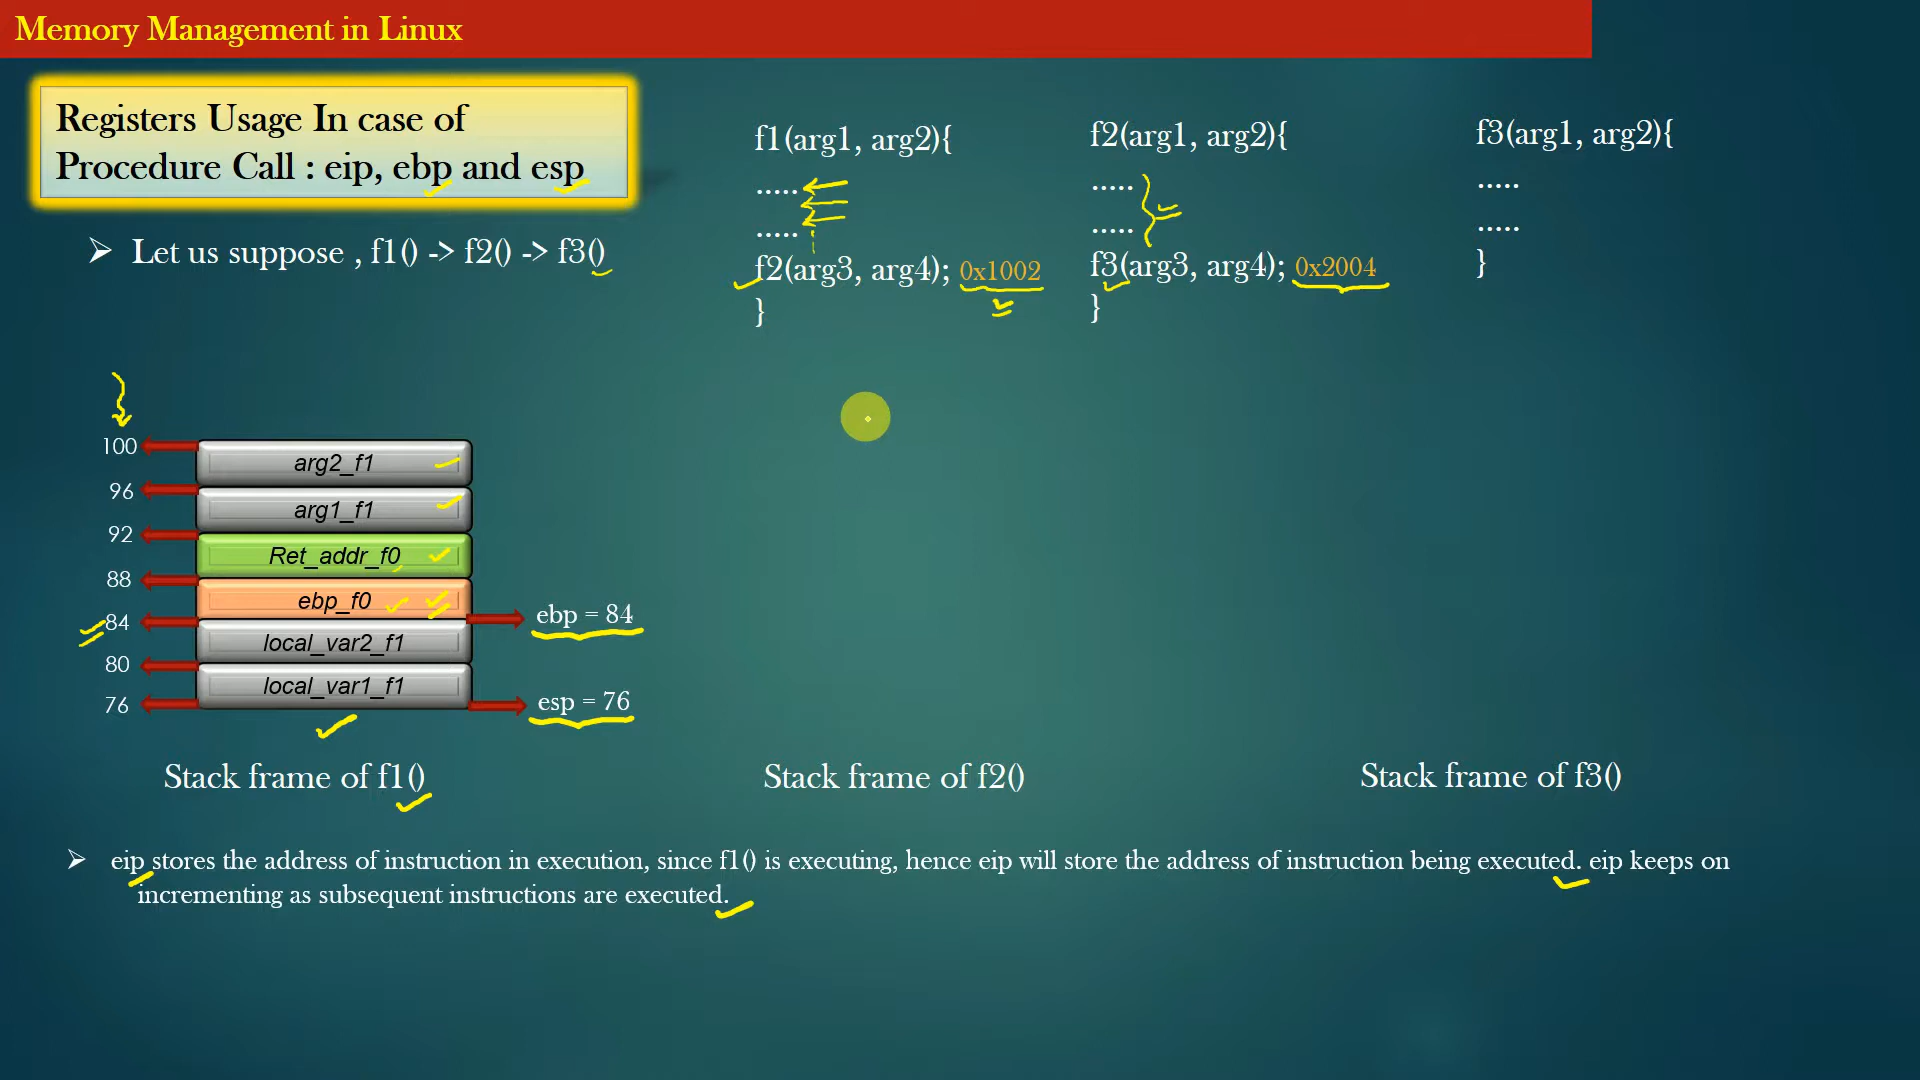 Memory Management in Linux
Registers Usage In case of
Procedure Call : eip, ebp and esp
➢ Let us suppose , f1() -> f2() -> f3()
f1(arg1, arg2){
.....
.....
f2(arg3, arg4); 0x1002
}
f2(arg1, arg2){
.....
.....
f3(arg3, arg4); 0x2004
}
f3(arg1, arg2){
.....
.....
}
100
arg2_f1
96
arg1_f1
92
Ret_addr_f0
88
ebp_f0
84
ebp = 84
local_var2_f1
80
local_var1_f1
76
esp = 76
Stack frame of f1()
Stack frame of f2()
Stack frame of f3()
➢ eip stores the address of instruction in execution, since f1() is executing, hence eip will store the address of instruction being executed. eip keeps on
incrementing as subsequent instructions are executed.